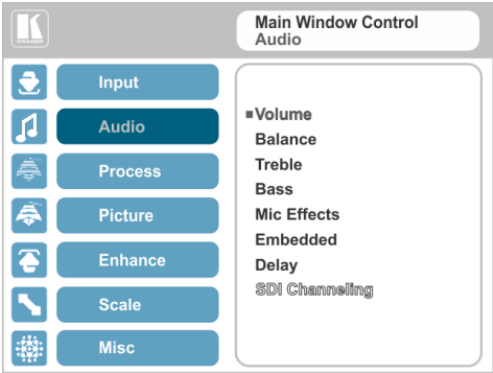 Main Window Control
Audio
Input
Audio
Process
Picture
Enhance
Scale
Misc
Volume
Balance
Treble
Bass
Mic Effects
Embedded
Delay
SDI Channeling